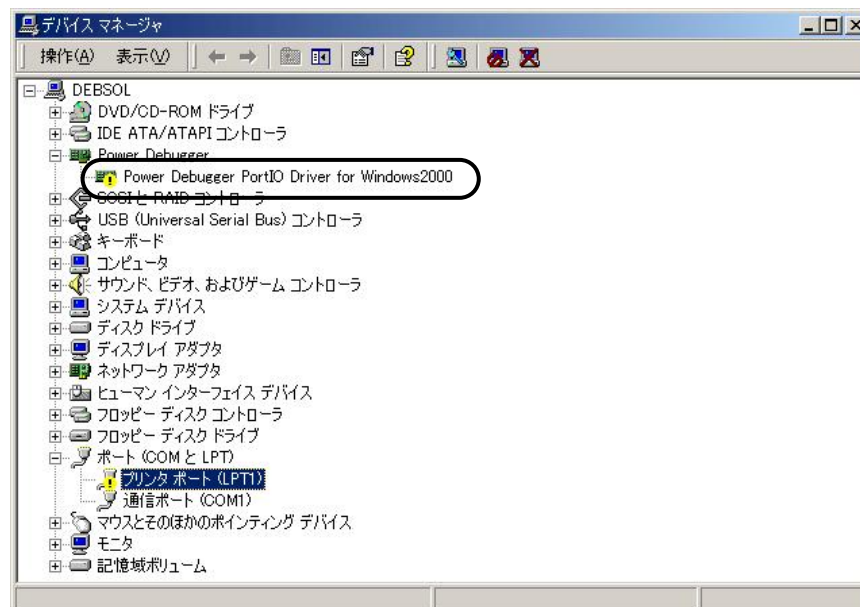 デバイス マネージャ
操作(A) 表示(V)
DEBSOL
DVD/CD-ROM ドライブ
IDE ATA/ATAPI コントローラ
Power Debugger
Power Debugger PortIO Driver for Windows2000
SCSI と RAID コントローラ
USB (Universal Serial Bus) コントローラ
キーボード
コンピュータ
サウンド、ビデオ、およびゲーム コントローラ
システム デバイス
ディスク ドライブ
ディスプレイ アダプタ
ネットワーク アダプタ
ヒューマン インターフェイス デバイス
フロッピー ディスク コントローラ
フロッピー ディスク ドライブ
ポート (COM と LPT)
プリンタ ポート (LPT1)
通信ポート (COM1)
マウスとそのほかのポインティング デバイス
モニタ
記憶域ボリューム